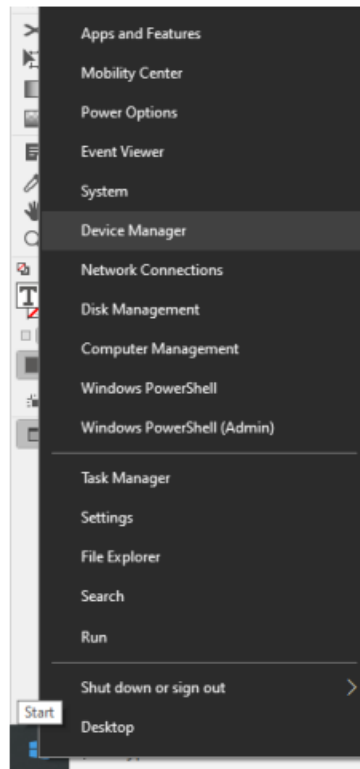 Apps and Features
Mobility Center
Power Options
Event Viewer
System
Device Manager
Network Connections
Disk Management
Computer Management
Windows PowerShell
Windows PowerShell (Admin)
Task Manager
Settings
File Explorer
Search
Run
Shut down or sign out
Start
Desktop
T